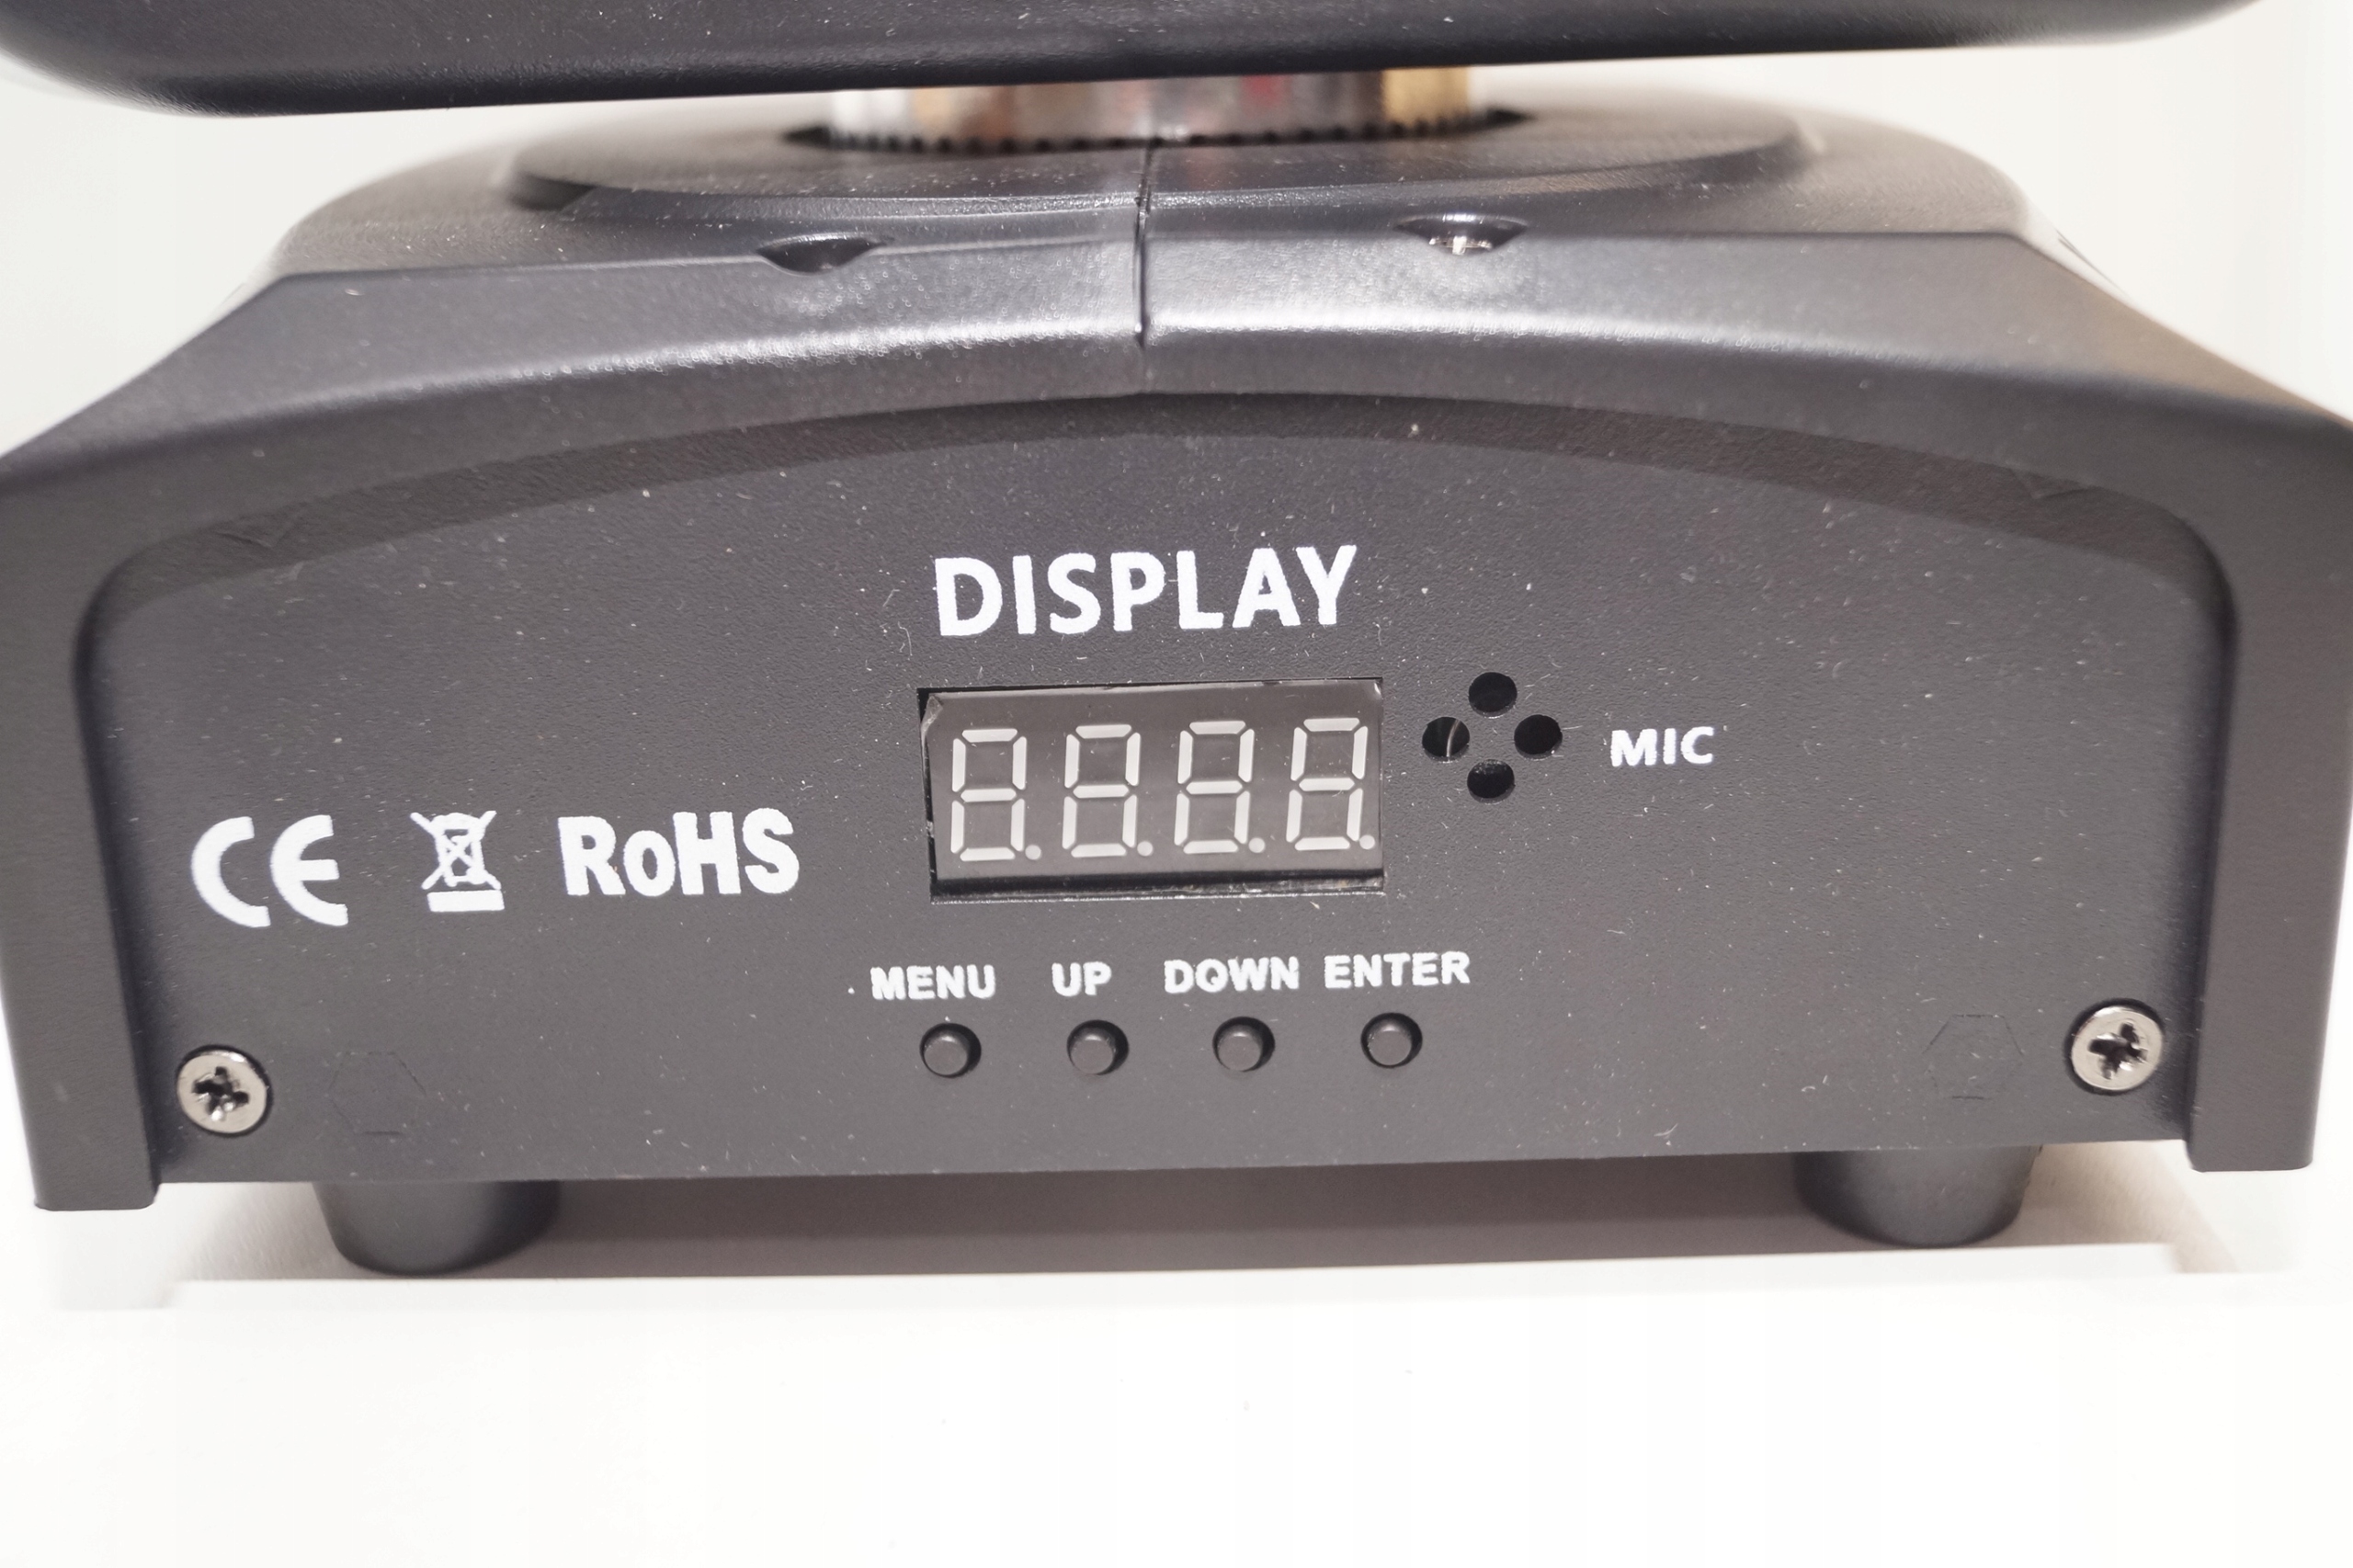 DISPLAY
MIC
CE RoHS
MENU UP DOWN ENTER